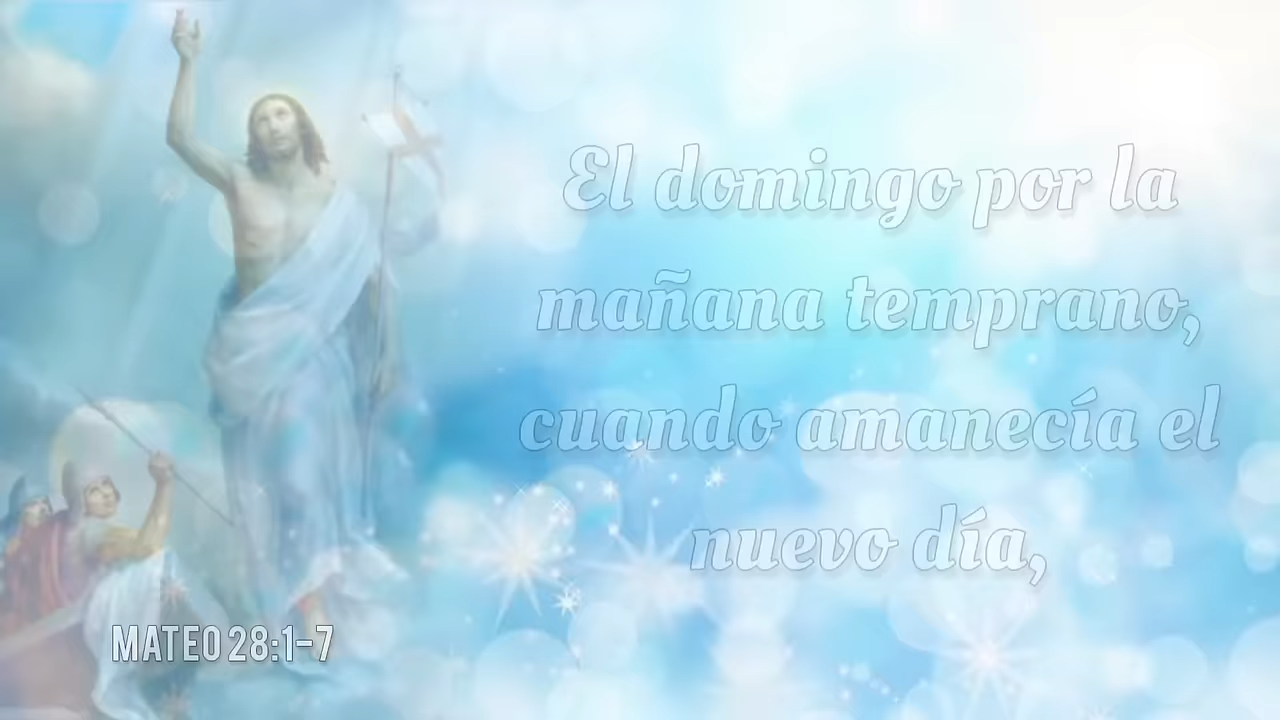 El domingo por la
mañana temprano,
cuando amanecía el
nuevo día,
MATEO 28:1-7